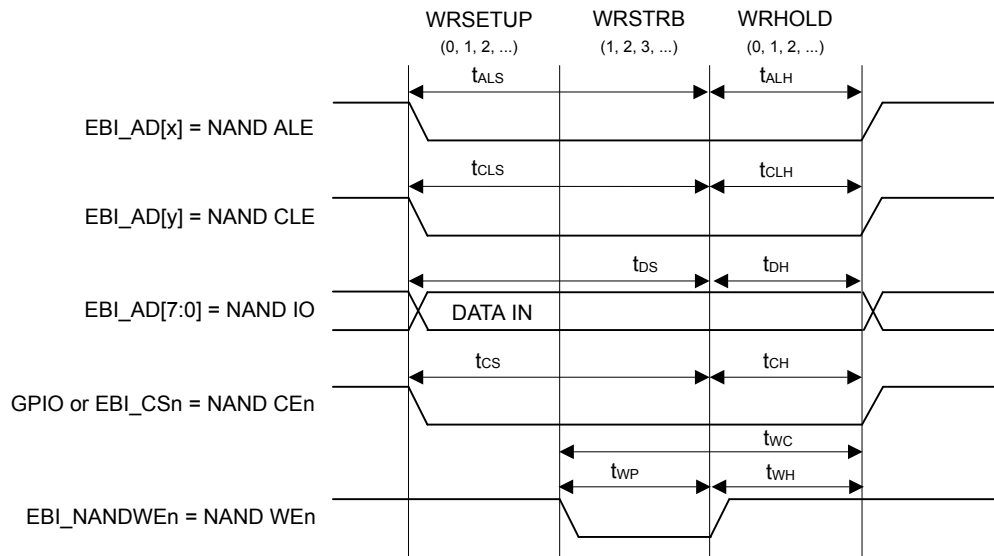 WRSETUP WRSTRB WRHOLD
(0, 1, 2, ...) (1, 2, 3, ...) (0, 1, 2, ...)
tALS tALH
EBI_AD[x] = NAND ALE
tCLS tCLH
EBI_AD[y] = NAND CLE
tDS tDH
EBI_AD[7:0] = NAND IO DATA IN
tCS tCH
GPIO or EBI_CSn = NAND CEn
tWC
tWP tWH
EBI_NANDWEn = NAND WEn